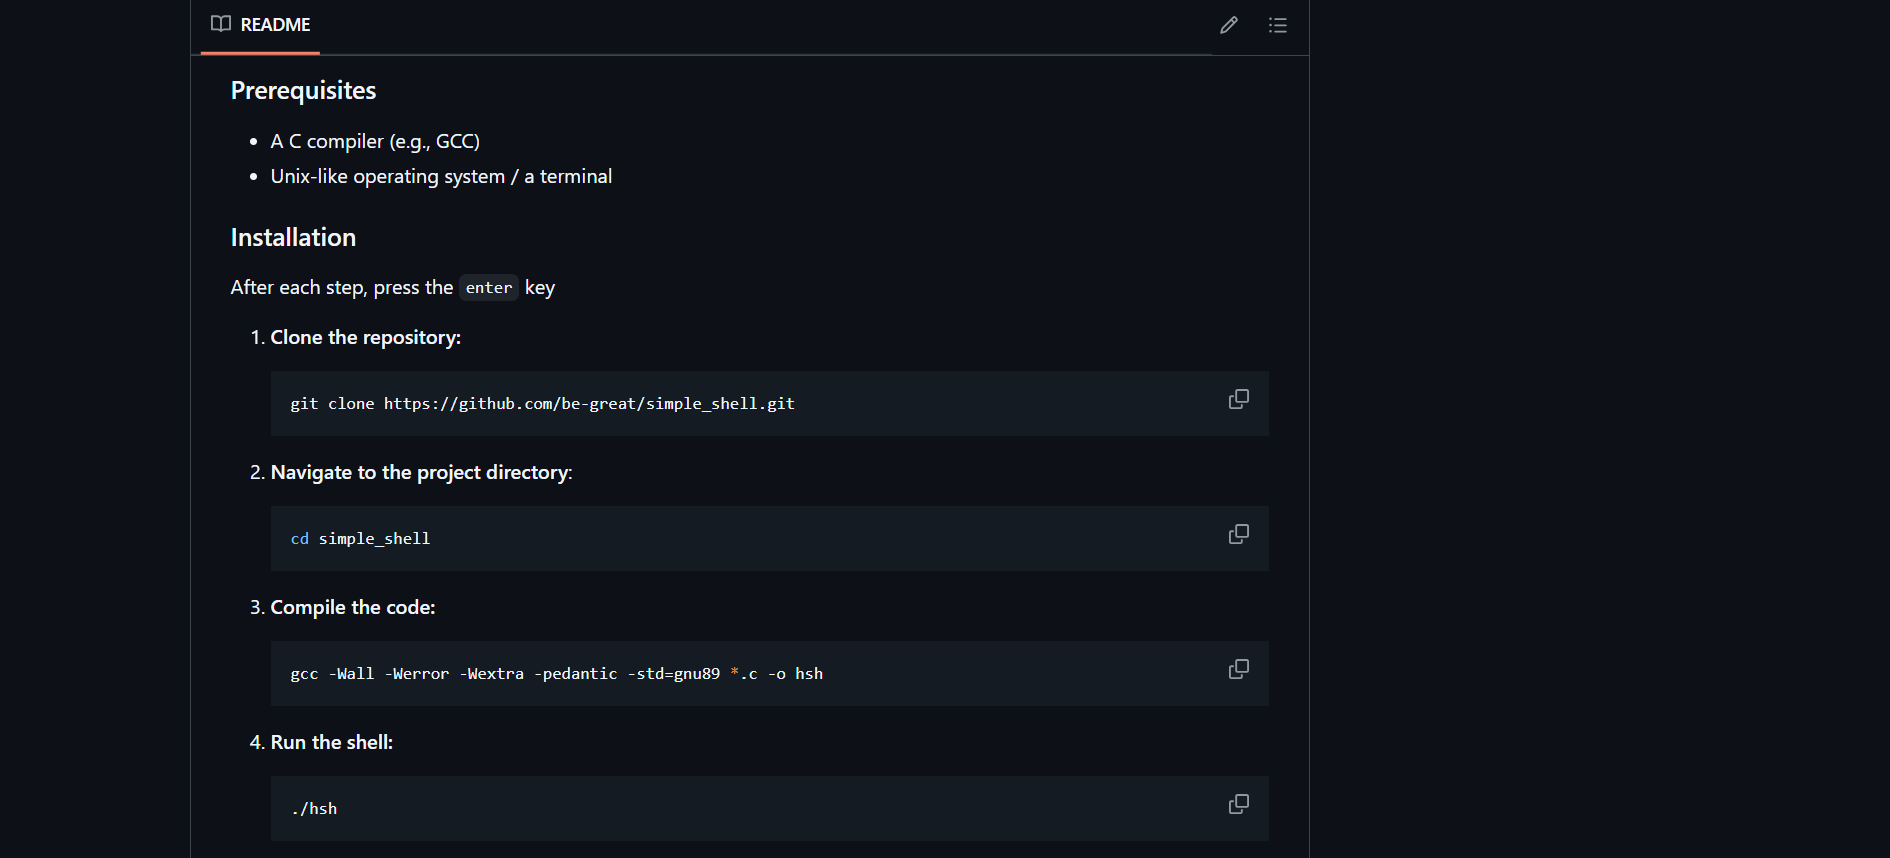 README
Prerequisites
• A C compiler (e.g., GCC)
• Unix-like operating system / a terminal
Installation
After each step, press the enter key
1. Clone the repository:
git clone https://github.com/be-great/simple_shell.git
2. Navigate to the project directory:
cd simple_shell
3. Compile the code:
gcc -Wall -Werror -Wextra -pedantic -std=gnu89 *.c -o hsh
4. Run the shell:
./hsh